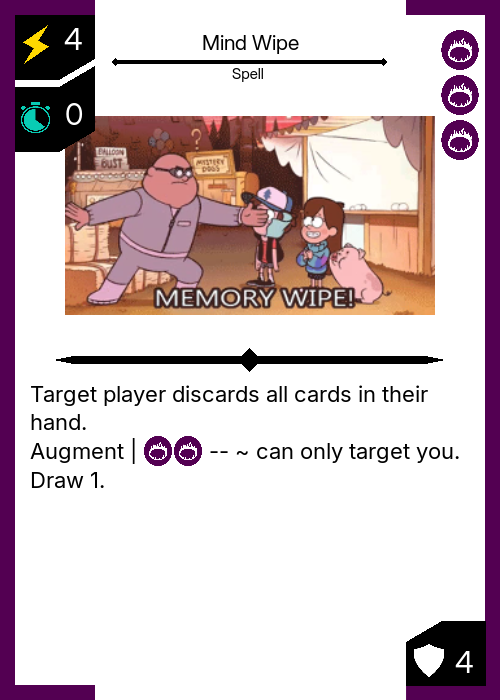 4
Mind Wipe
Spell
0
BALLOON
BUST
?
MYSTERY
DOGS
MEMORY WIPE!
Target player discards all cards in their
hand.
Augment | -- ~ can only target you.
Draw 1.
4